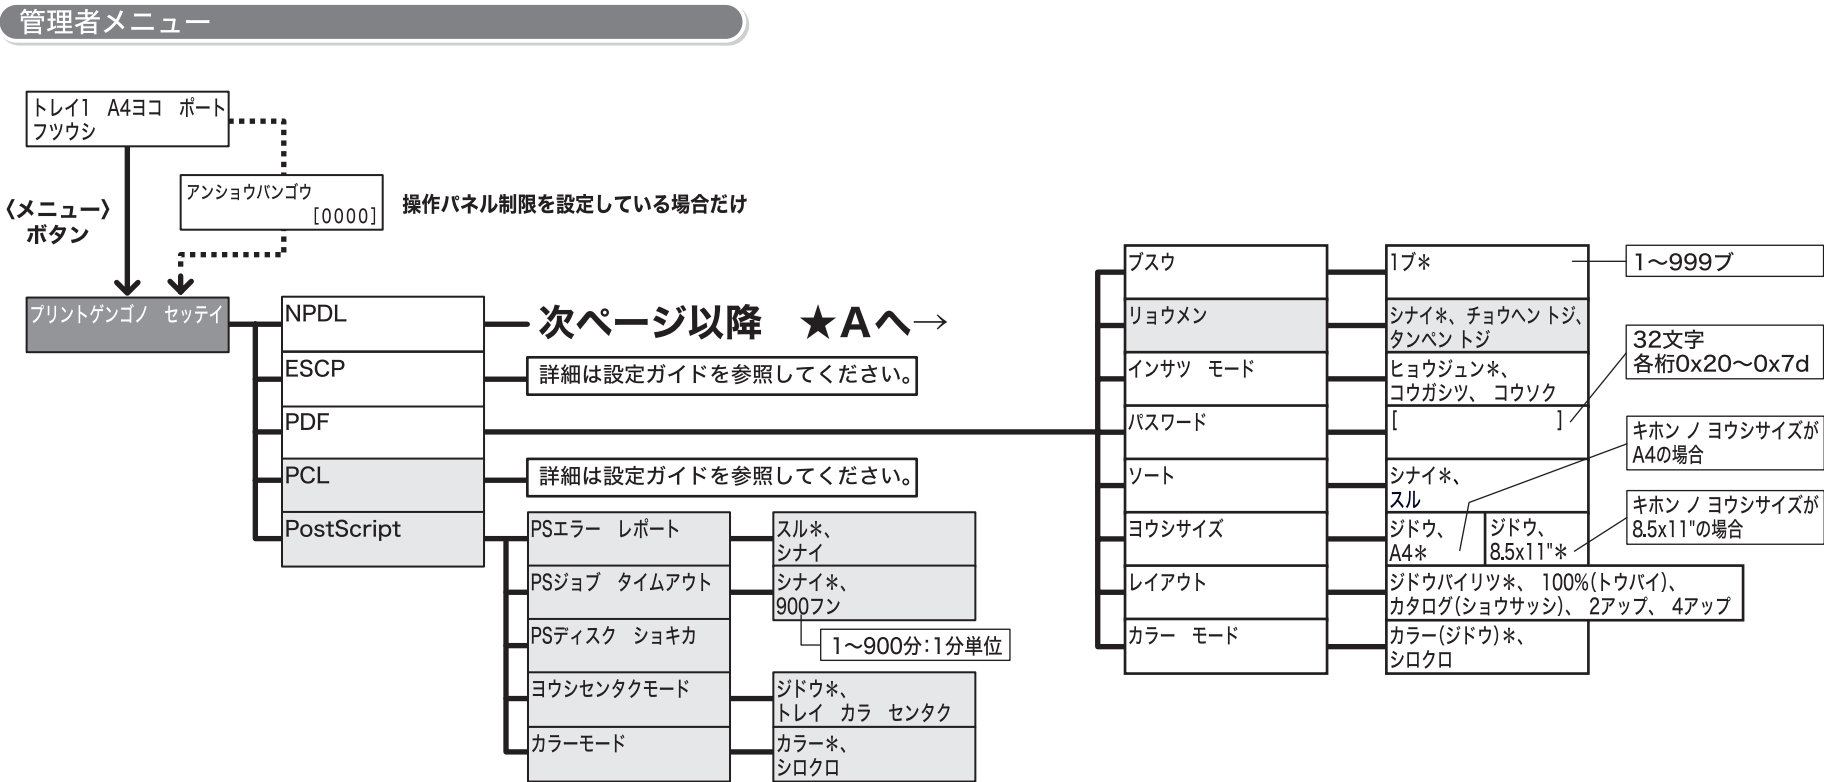 管理者メニュー
トレイ1　A4ヨコ　ポート
フツウシ
アンショウバンゴウ
[0000]
操作パネル制限を設定している場合だけ
〈メニュー〉
ボタン
プリントゲンゴノ　セッテイ
NPDL
次ページ以降　★Aへ→
ESCP
詳細は設定ガイドを参照してください。
PDF
PCL
詳細は設定ガイドを参照してください。
PostScript
PSエラー　レポート
スル＊、
シナイ
PSジョブ　タイムアウト
シナイ＊、
900フン
1～900分：1分単位
PSディスク　ショキカ
ヨウシセンタクモード
ジドウ＊、
トレイ　カラ　センタク
カラーモード
カラー＊、
シロクロ
ブスウ
1ブ＊
1～999ブ
リョウメン
シナイ＊、チョウヘン トジ、
タンペン トジ
インサツ　モード
ヒョウジュン＊、
コウガシツ、 コウソク
パスワード
[　　　　　　　　]
32文字
各桁0x20～0x7d
ソート
シナイ＊、
スル
ヨウシサイズ
ジドウ、
A4＊
キホン ノ ヨウシサイズが
A4の場合
ジドウ、
8.5x11"＊
キホン ノ ヨウシサイズが
8.5x11"の場合
レイアウト
ジドウバイリツ＊、 100%(トウバイ)、
カタログ(ショウサッシ)、 2アップ、 4アップ
カラー　モード
カラー(ジドウ)＊、
シロクロ